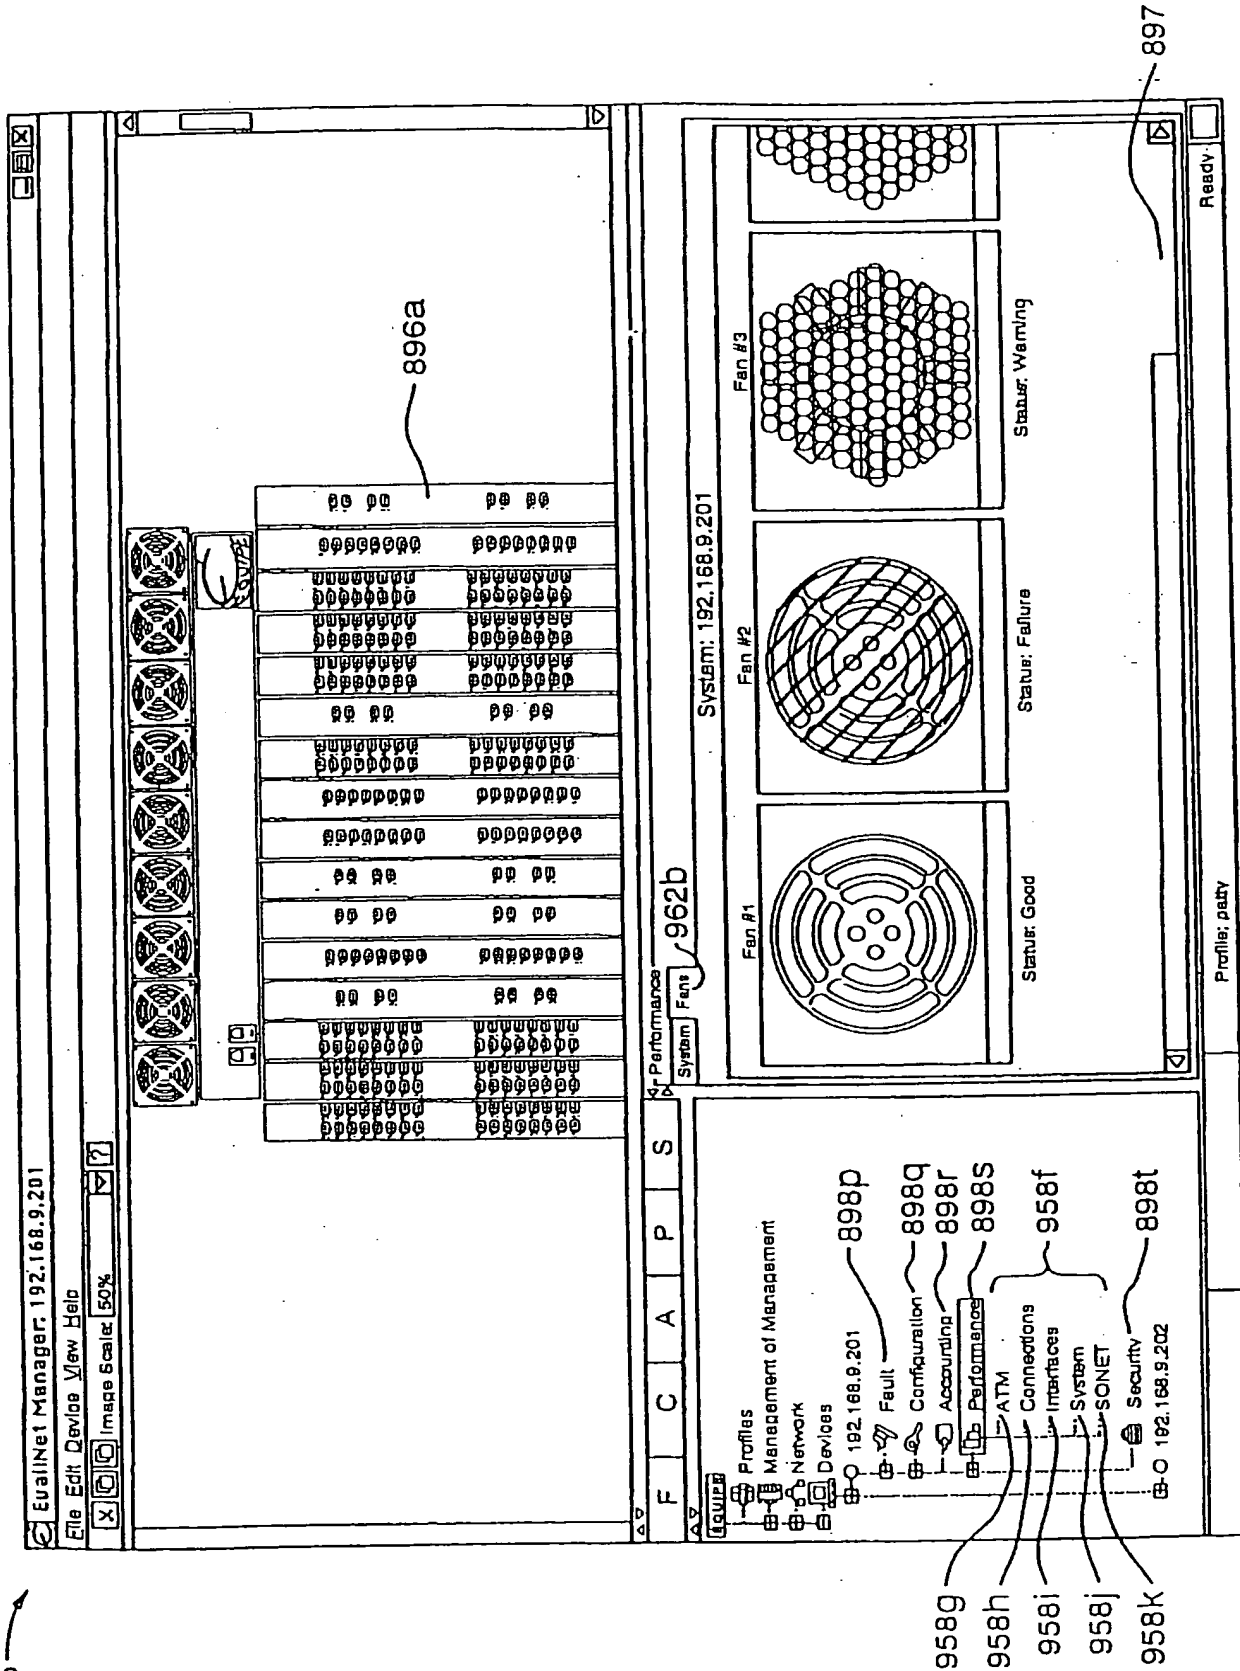 EualiNet Manager: 192.168.9.201
File Edit Device View Help
Image Scale: 50% ?
EQUIPE
896a
F C A P S
EQUIPE
Profiles
Management of Management
Network
Devices
192.168.9.201
Fault
Configuration
Accounting
Performance
ATM
Connections
Interfaces
System
SONET
Security
192.168.9.202
898p
898q
898r
898s
958f
898t
958g
958h
958i
958j
958k
Performance
System Fans
962b
System: 192.168.9.201
Fan #1
Fan #2
Fan #3
Status: Good
Status: Failure
Status: Warning
897
Profile: patty
Ready